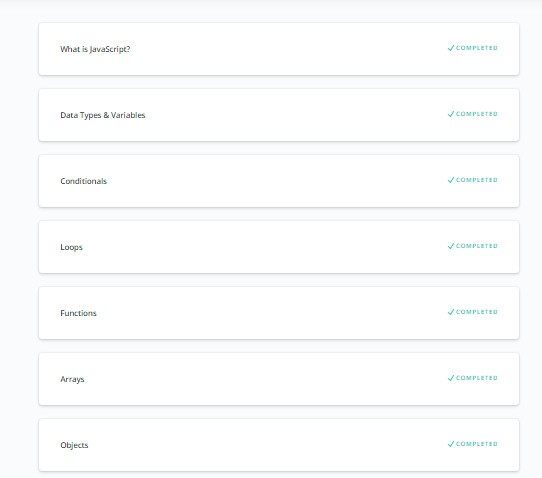 What is JavaScript? ✓ COMPLETED
Data Types & Variables ✓ COMPLETED
Conditionals ✓ COMPLETED
Loops ✓ COMPLETED
Functions ✓ COMPLETED
Arrays ✓ COMPLETED
Objects ✓ COMPLETED